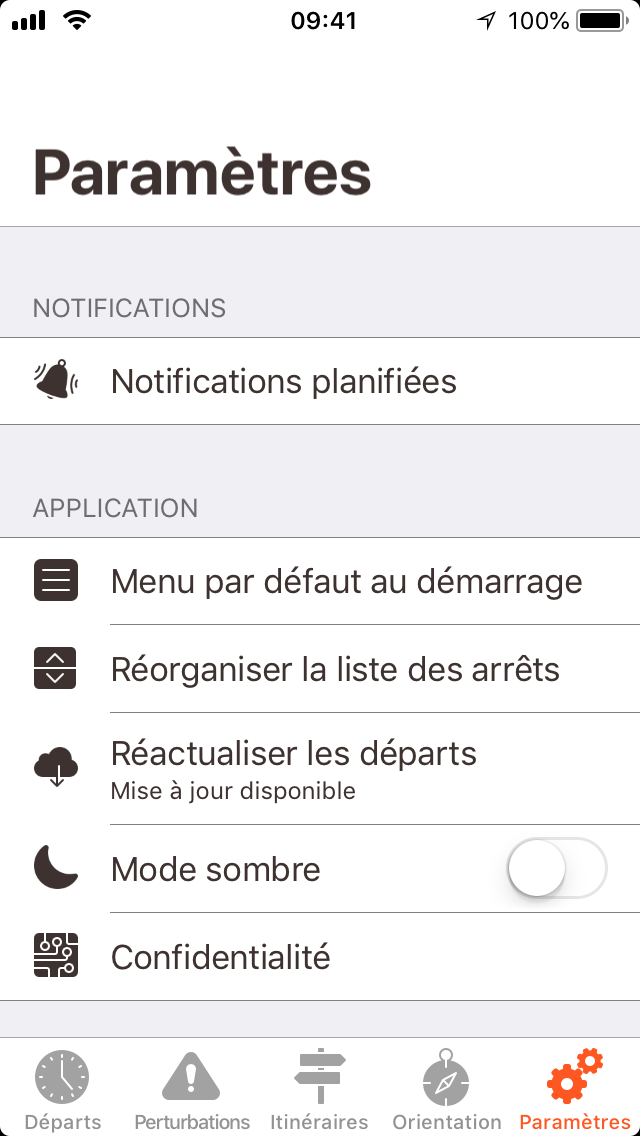 09:41
100%
Paramètres
NOTIFICATIONS
Notifications planifiées
APPLICATION
Menu par défaut au démarrage
Réorganiser la liste des arrêts
Réactualiser les départs
Mise à jour disponible
Mode sombre
Confidentialité
Départs Perturbations Itinéraires Orientation Paramètres